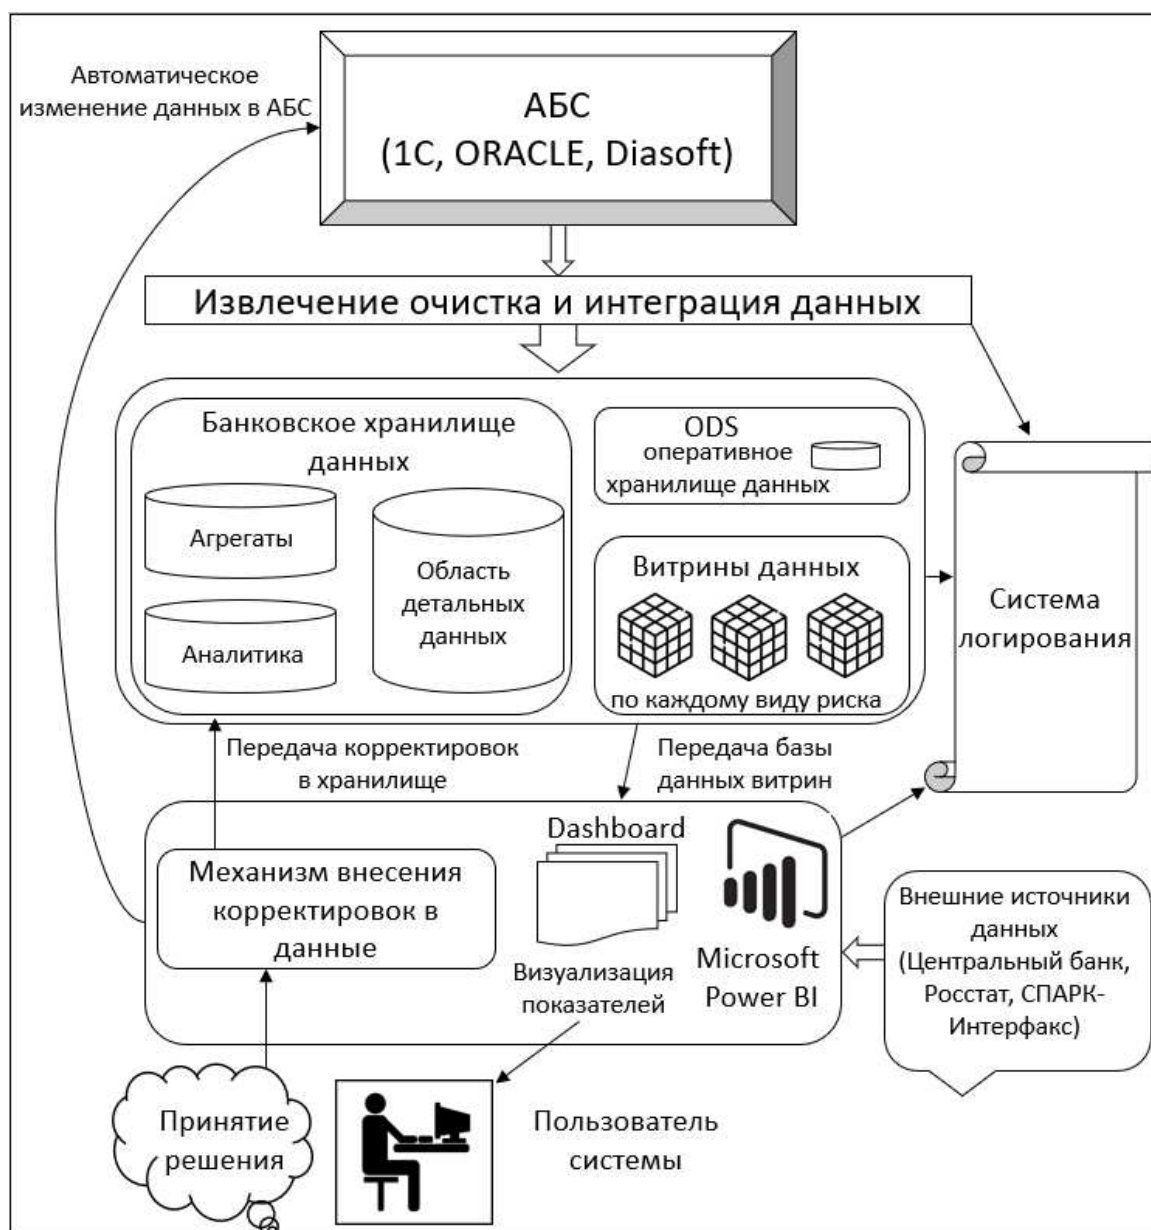 Автоматическое
изменение данных в АБС
АБС
(1С, ORACLE, Diasoft)
Извлечение очистка и интеграция данных
Банковское хранилище
данных
Агрегаты
Аналитика
Область
детальных
данных
ODS
оперативное
хранилище данных
Витрины данных
по каждому виду риска
Система
логирования
Передача корректировок
в хранилище
Передача базы
данных витрин
Механизм внесения
корректировок в
данные
Dashboard
Визуализация
показателей
Microsoft
Power BI
Внешние источники
данных
(Центральный банк,
Росстат, СПАРК-
Интерфакс)
Принятие
решения
Пользователь
системы